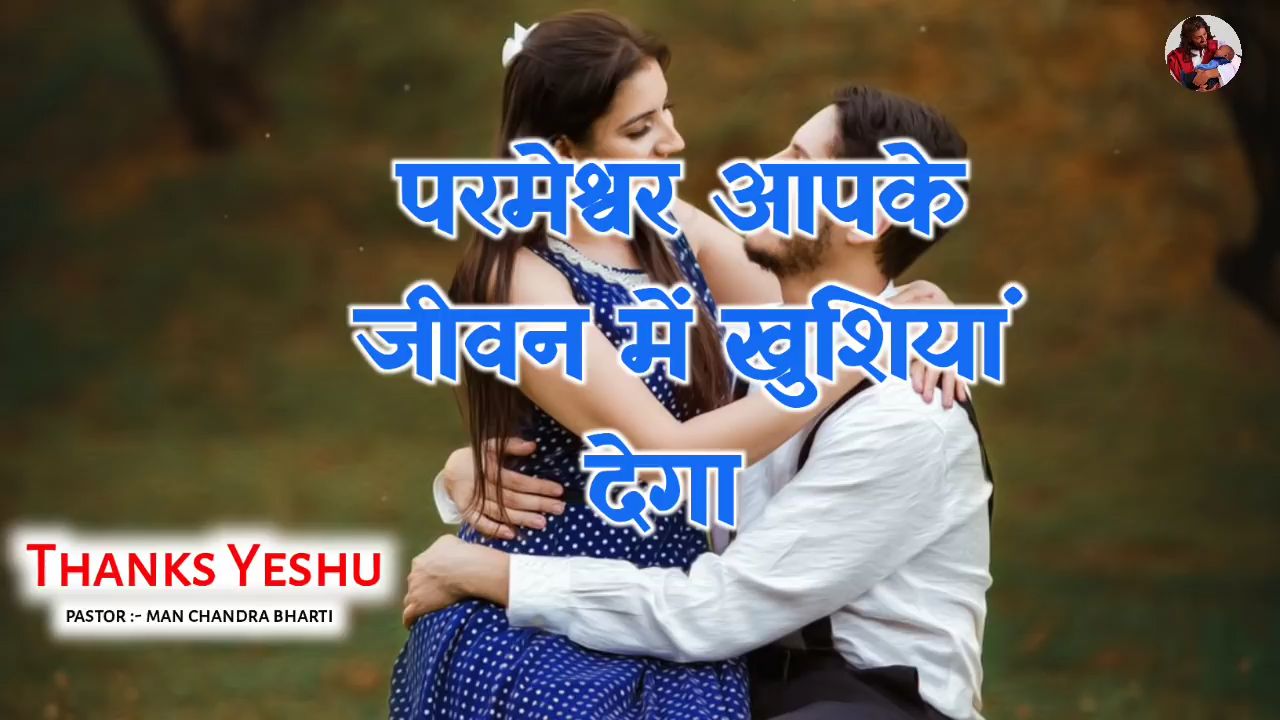 परमेश्वर आपके
जीवन में खुशियां
देगा
THANKS YESHU
PASTOR :- MAN CHANDRA BHARTI